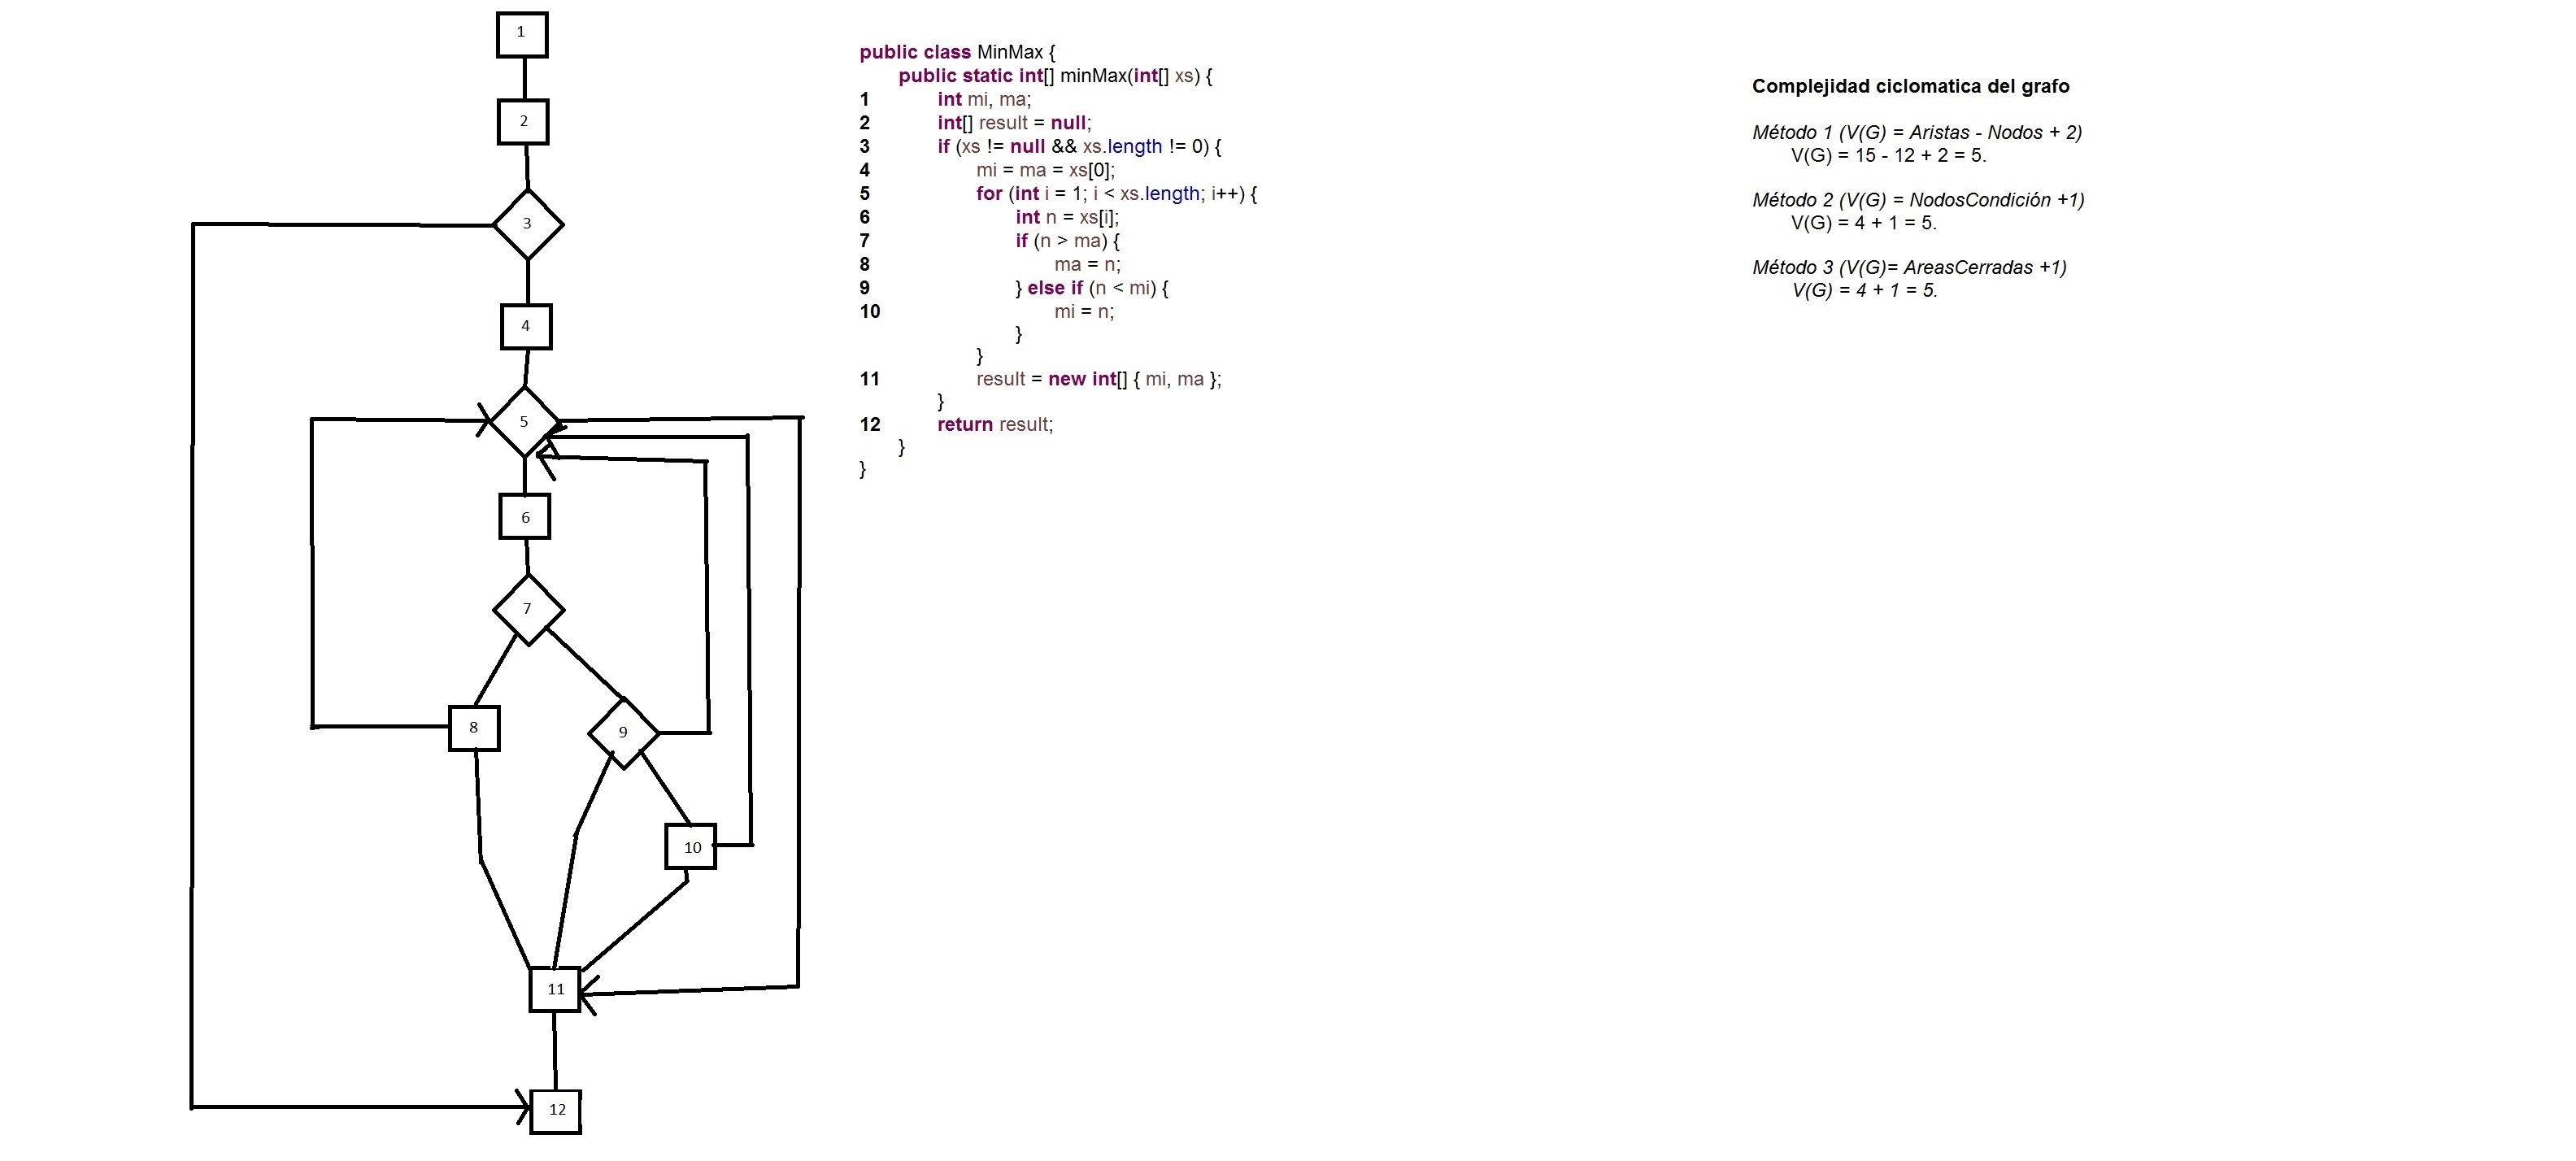 1
2
3
4
5
6
7
8
9
10
11
12
public class MinMax {
public static int[] minMax(int[] xs) {
1 int mi, ma;
2 int[] result = null;
3 if (xs != null && xs.length != 0) {
4 mi = ma = xs[0];
5 for (int i = 1; i < xs.length; i++) {
6 int n = xs[i];
7 if (n > ma) {
8 ma = n;
9 } else if (n < mi) {
10 mi = n;
}
}
11 result = new int[] { mi, ma };
}
12 return result;
}
}
Complejidad ciclomatica del grafo
Método 1 (V(G) = Aristas - Nodos + 2)
V(G) = 15 - 12 + 2 = 5.
Método 2 (V(G) = NodosCondición +1)
V(G) = 4 + 1 = 5.
Método 3 (V(G)= AreasCerradas +1)
V(G) = 4 + 1 = 5.